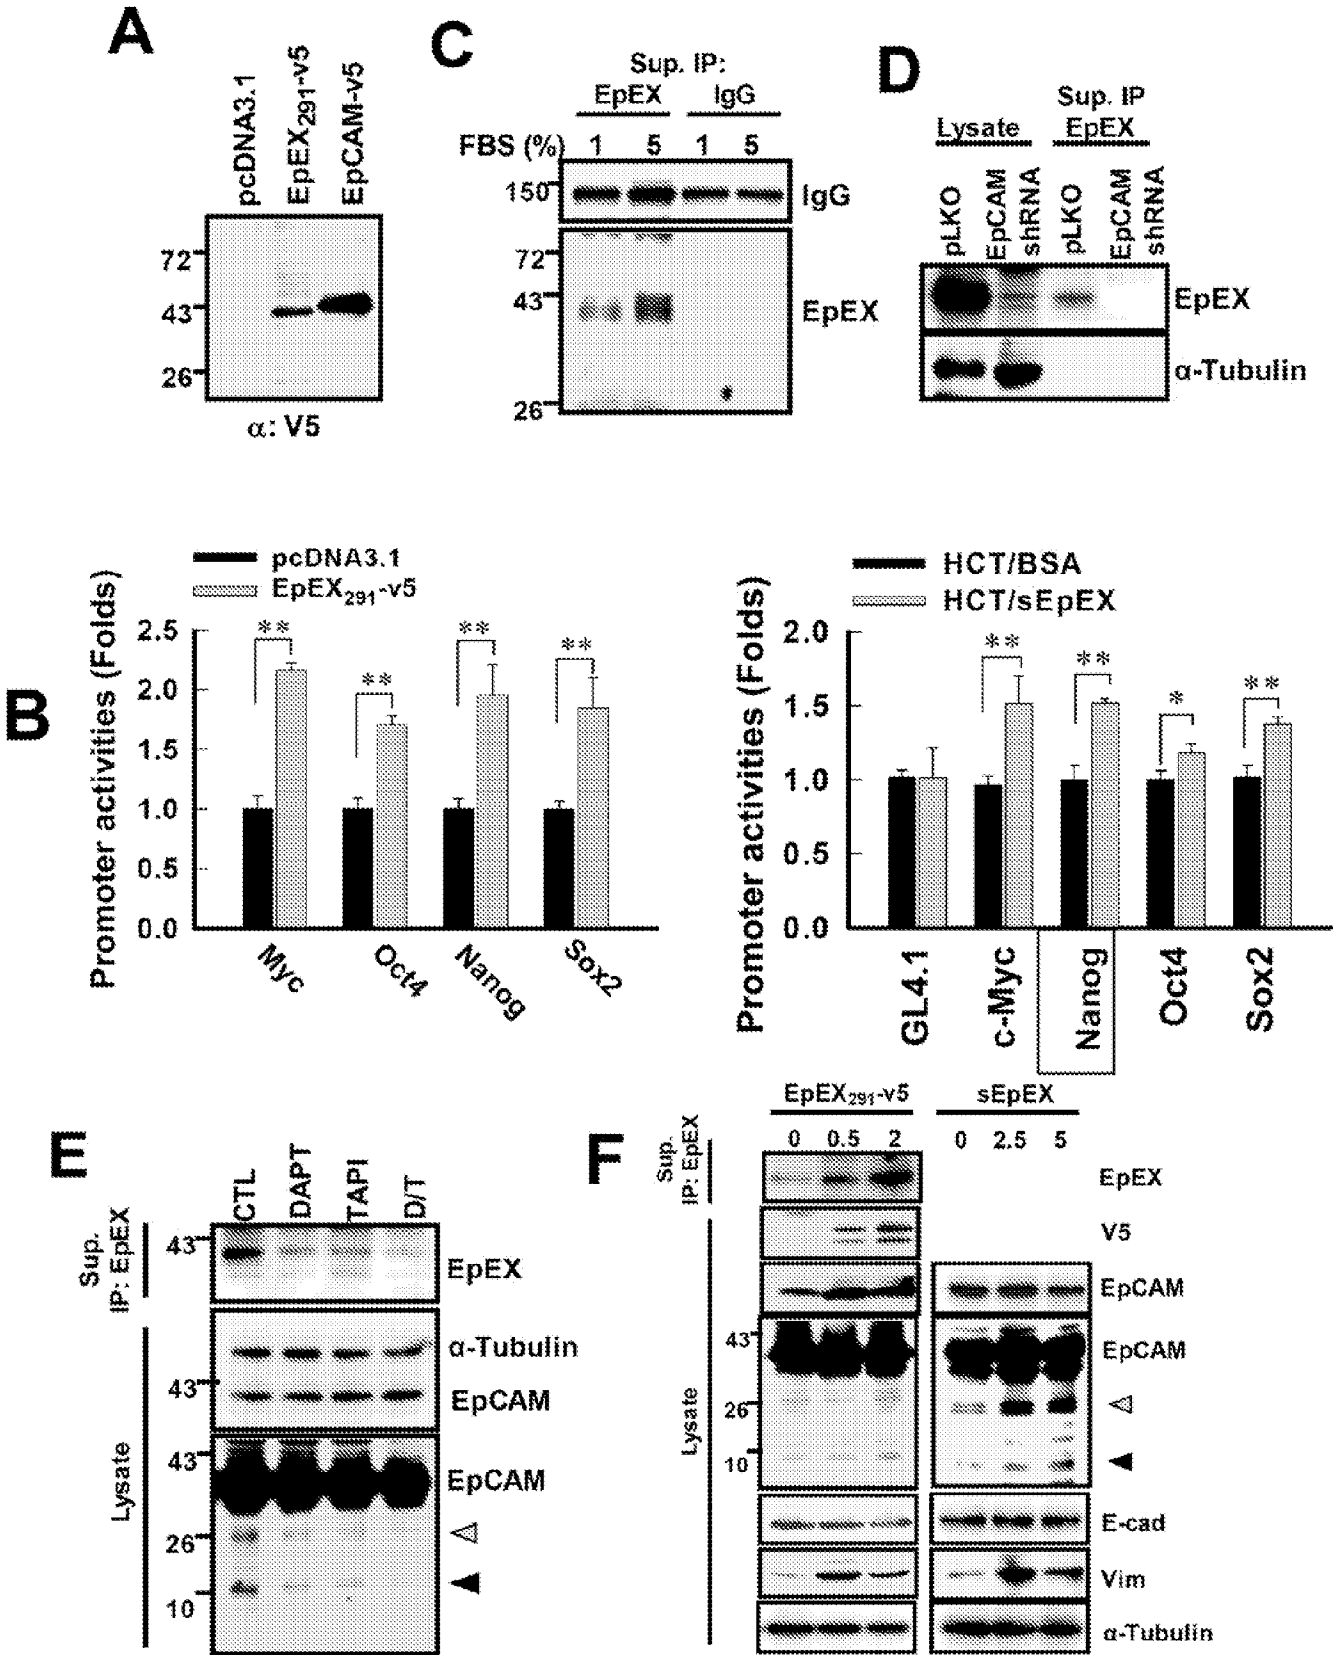 A
pcDNA3.1
EpEX291-v5
EpCAM-v5
72
43
26
α: V5
C
Sup. IP:
EpEX IgG
FBS (%) 1 5 1 5
150
IgG
72
43
EpEX
26
D
Sup. IP
Lysate EpEX
pLKO
EpCAM
shRNA
pLKO
EpCAM
shRNA
EpEX
α-Tubulin
B
pcDNA3.1
EpEX291-v5
Promoter activities (Folds)
2.5
2.0
1.5
1.0
0.5
0.0
** ** ** **
Myc Oct4 Nanog Sox2
HCT/BSA
HCT/sEpEX
Promoter activities (Folds)
2.0
1.5
1.0
0.5
0.0
** ** * **
GL4.1 c-Myc Nanog Oct4 Sox2
E
CTL DAPT TAPI D/T
Sup.
IP: EpEX
43
EpEX
Lysate
α-Tubulin
43
EpCAM
43
EpCAM
26
10
F
EpEX291-v5 sEpEX
0 0.5 2 0 2.5 5
Sup.
IP: EpEX
EpEX
Lysate
V5
EpCAM
43
EpCAM
26
10
E-cad
Vim
α-Tubulin